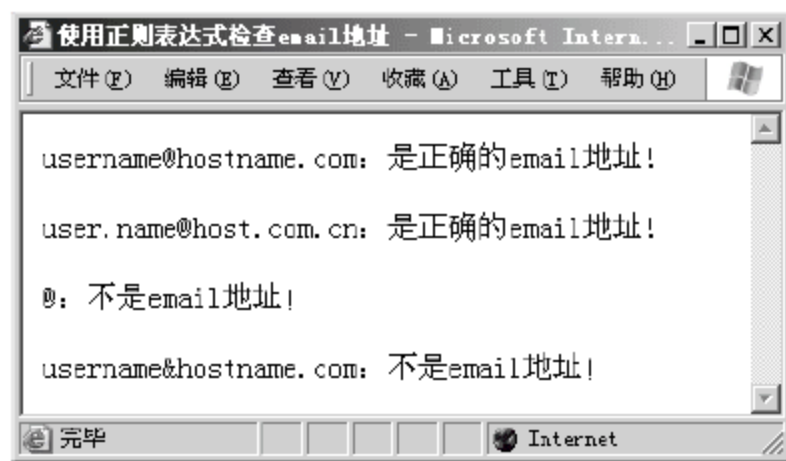 使用正则表达式检查email地址 - Microsoft Intern...
文件(F) 编辑(E) 查看(V) 收藏(A) 工具(T) 帮助(H)
username@hostname.com：是正确的email地址!
user.name@host.com.cn：是正确的email地址!
@：不是email地址!
username&hostname.com：不是email地址!
完毕 Internet